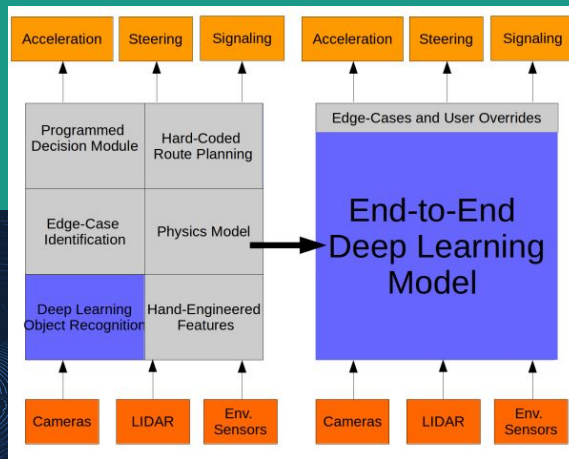 Acceleration
Steering
Signaling
Acceleration
Steering
Signaling
Programmed
Decision Module
Hard-Coded
Route Planning
Edge-Case
Identification
Physics Model
Deep Learning
Object Recognition
Hand-Engineered
Features
Edge-Cases and User Overrides
End-to-End
Deep Learning
Model
Cameras
LIDAR
Env.
Sensors
Cameras
LIDAR
Env.
Sensors